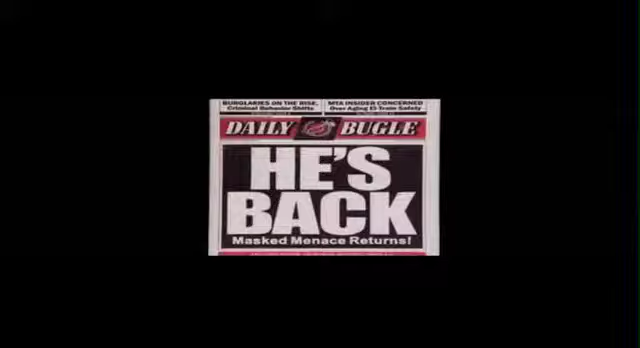 BURGLARIES ON THE RISE,
Criminal Behavior Shifts
MTA INSIDER CONCERNED
Over Aging El Train Safety
DAILY BUGLE
HE'S
BACK
Masked Menace Returns!